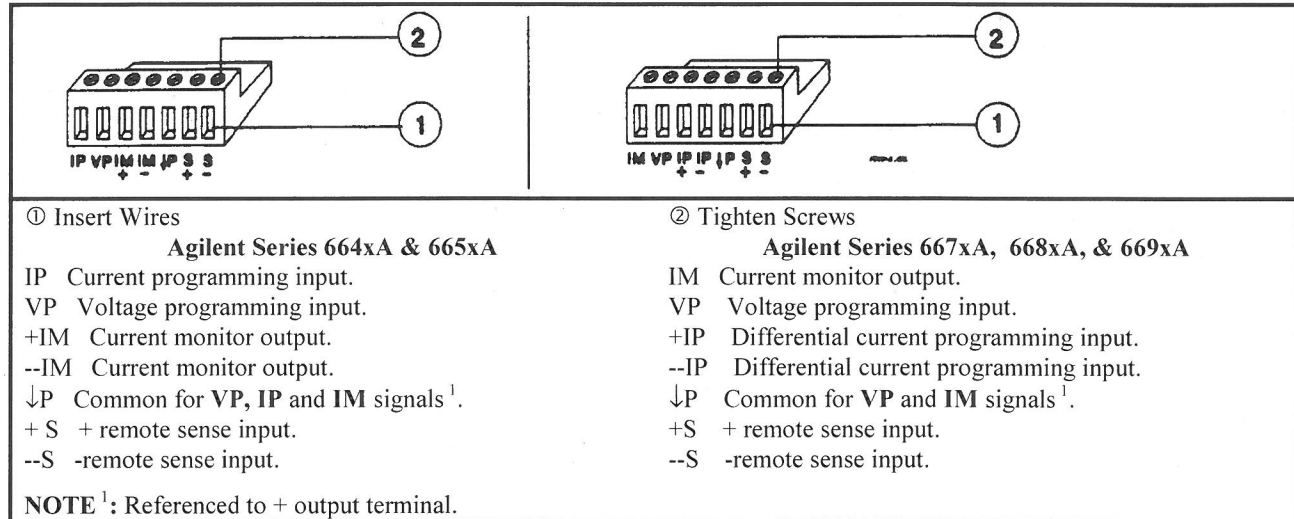 2
2
1
1
IP VP IM IM ↓P S S
+ - + -
IM VP IP IP ↓P S S
+ - + -
① Insert Wires
② Tighten Screws
Agilent Series 664xA & 665xA
IP Current programming input.
VP Voltage programming input.
+IM Current monitor output.
--IM Current monitor output.
↓P Common for VP, IP and IM signals ¹.
+ S + remote sense input.
--S -remote sense input.
NOTE ¹: Referenced to + output terminal.
Agilent Series 667xA, 668xA, & 669xA
IM Current monitor output.
VP Voltage programming input.
+IP Differential current programming input.
--IP Differential current programming input.
↓P Common for VP and IM signals ¹.
+S + remote sense input.
--S -remote sense input.